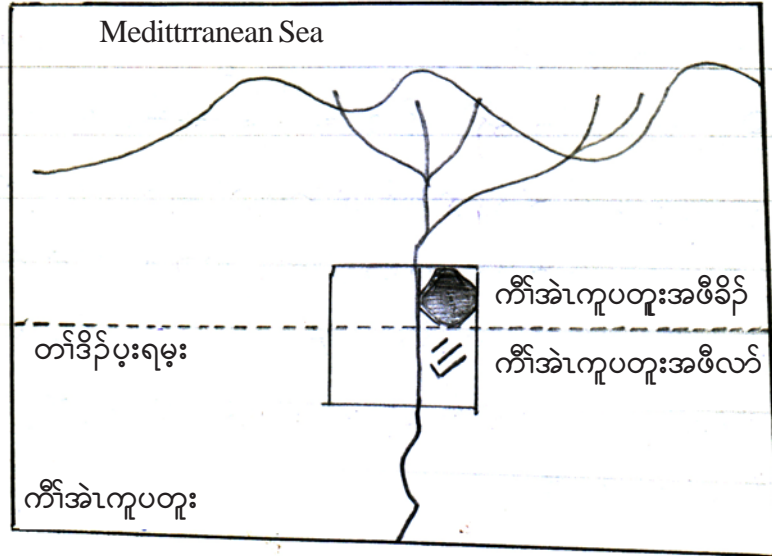 Medittrranean Sea
ကီၢ်အဲၤကူပတူးအဖီခိၣ်
တၢ်ဒိၣ်ပှးရမ့း
ကီၢ်အဲၤကူပတူးအဖီလာ်
ကီၢ်အဲၤကူပတူး